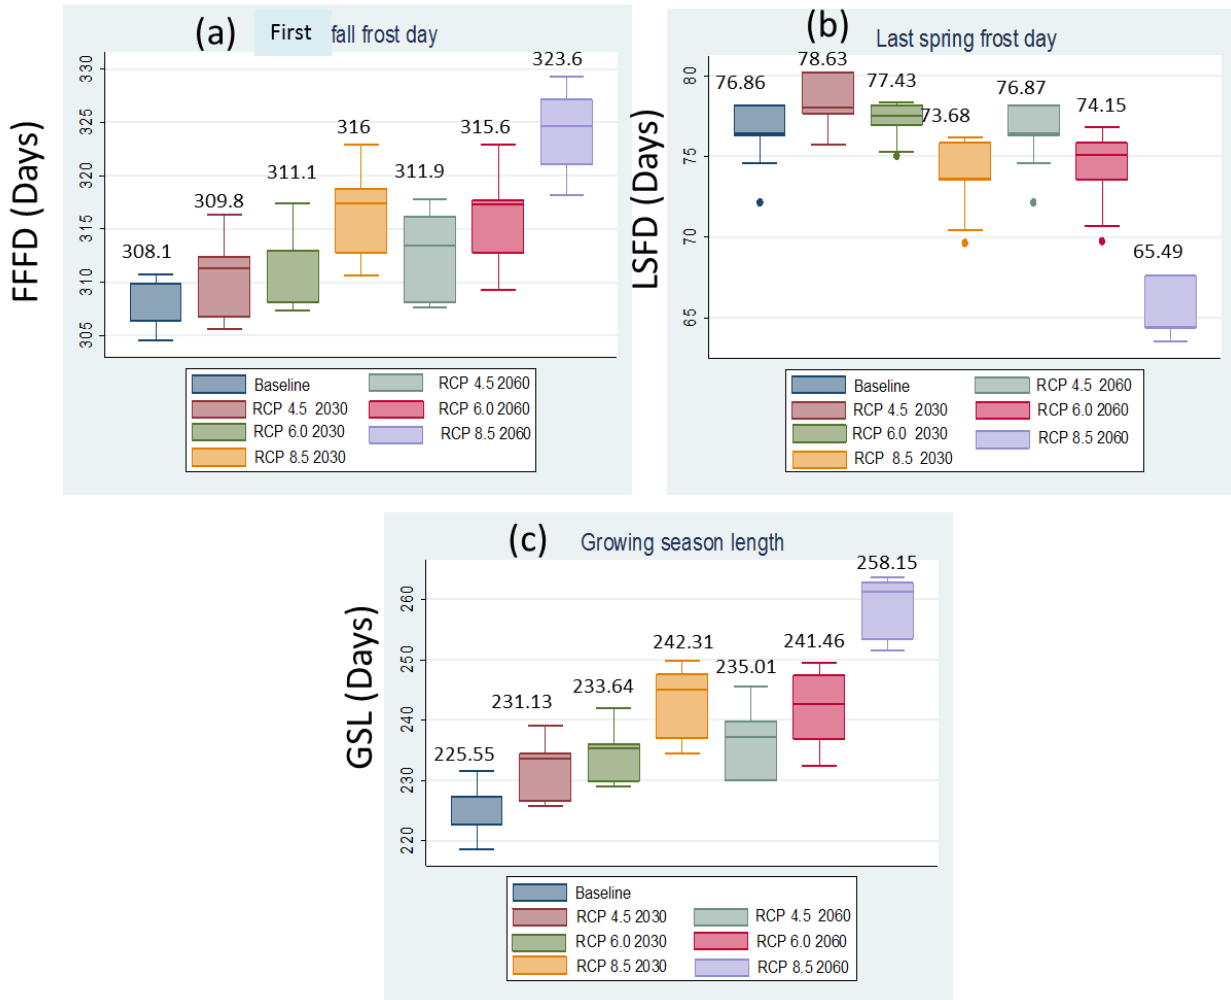 (a) First fall frost day
FFFD (Days)
330
325
320
315
310
305
308.1
309.8
311.1
316
311.9
315.6
323.6
Baseline
RCP 4.5 2030
RCP 6.0 2030
RCP 8.5 2030
RCP 4.5 2060
RCP 6.0 2060
RCP 8.5 2060
(b) Last spring frost day
LSFD (Days)
80
75
70
65
76.86
78.63
77.43
73.68
76.87
74.15
65.49
Baseline
RCP 4.5 2030
RCP 6.0 2030
RCP 8.5 2030
RCP 4.5 2060
RCP 6.0 2060
RCP 8.5 2060
(c) Growing season length
GSL (Days)
260
250
240
230
220
225.55
231.13
233.64
242.31
235.01
241.46
258.15
Baseline
RCP 4.5 2030
RCP 6.0 2030
RCP 8.5 2030
RCP 4.5 2060
RCP 6.0 2060
RCP 8.5 2060